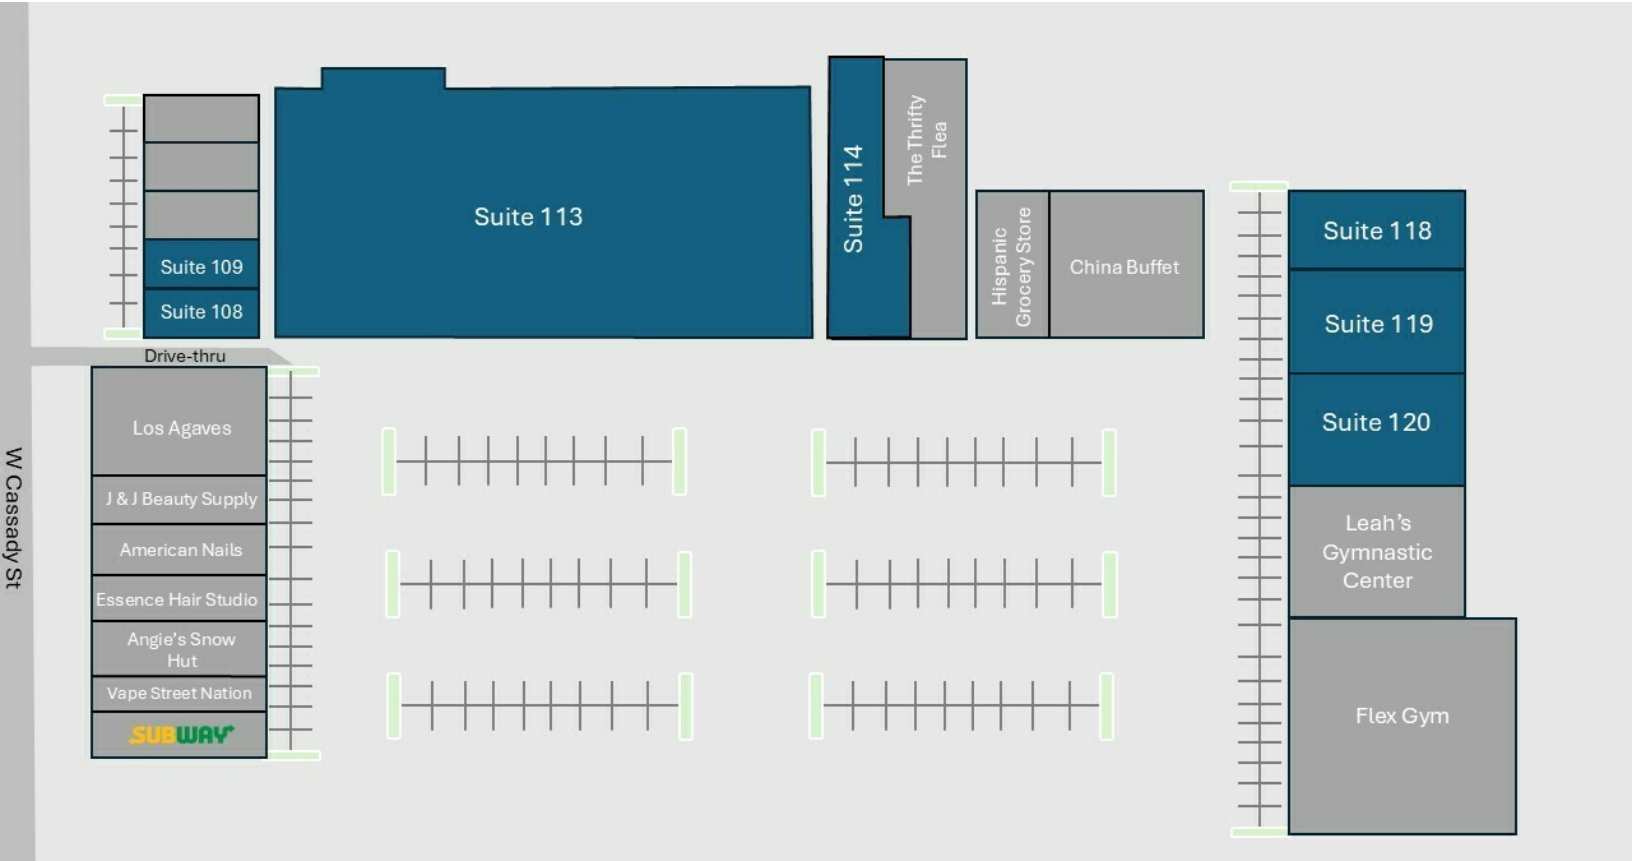 Suite 109
Suite 108
Suite 113
Suite 114
The Thrifty
Flea
Hispanic
Grocery Store
China Buffet
Suite 118
Suite 119
Suite 120
Leah’s
Gymnastic
Center
Flex Gym
Drive-thru
Los Agaves
J & J Beauty Supply
American Nails
Essence Hair Studio
Angie’s Snow
Hut
Vape Street Nation
SUBWAY
W Cassady St